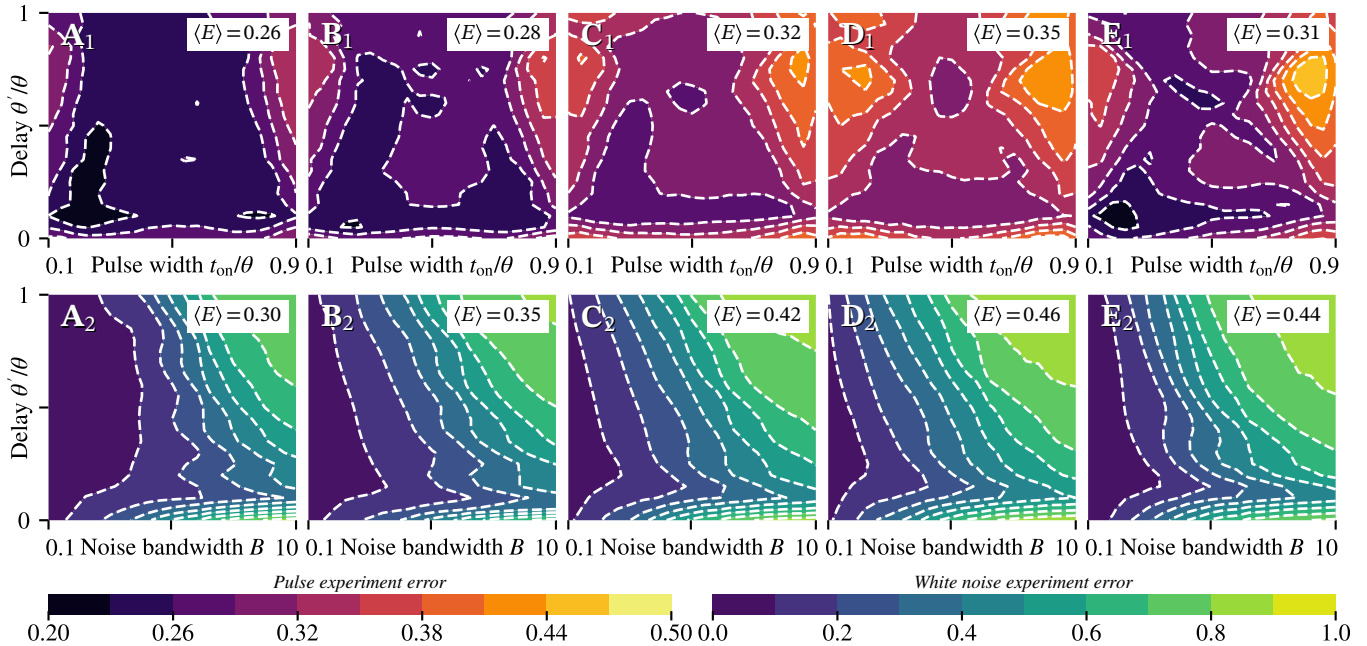 1
A₁
⟨E⟩ = 0.26
B₁
⟨E⟩ = 0.28
C₁
⟨E⟩ = 0.32
D₁
⟨E⟩ = 0.35
E₁
⟨E⟩ = 0.31
Delay θ′/θ
0
0.1 Pulse width t_on/θ 0.9
0.1 Pulse width t_on/θ 0.9
0.1 Pulse width t_on/θ 0.9
0.1 Pulse width t_on/θ 0.9
0.1 Pulse width t_on/θ 0.9
1
A₂
⟨E⟩ = 0.30
B₂
⟨E⟩ = 0.35
C₂
⟨E⟩ = 0.42
D₂
⟨E⟩ = 0.46
E₂
⟨E⟩ = 0.44
Delay θ′/θ
0
0.1 Noise bandwidth B 10
0.1 Noise bandwidth B 10
0.1 Noise bandwidth B 10
0.1 Noise bandwidth B 10
0.1 Noise bandwidth B 10
Pulse experiment error
0.20 0.26 0.32 0.38 0.44 0.50
White noise experiment error
0.0 0.2 0.4 0.6 0.8 1.0